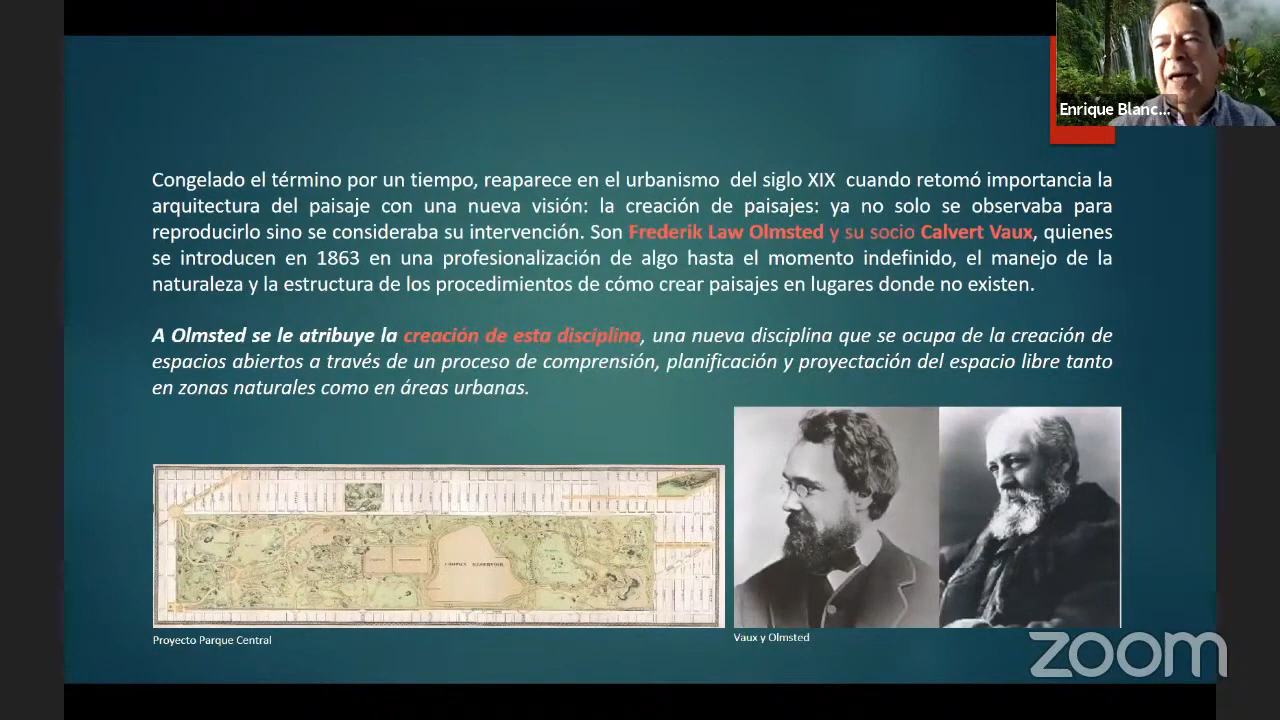 Enrique Blanc...
Congelado el término por un tiempo, reaparece en el urbanismo del siglo XIX cuando retomó importancia la
arquitectura del paisaje con una nueva visión: la creación de paisajes: ya no solo se observaba para
reproducirlo sino se consideraba su intervención. Son Frederik Law Olmsted y su socio Calvert Vaux, quienes
se introducen en 1863 en una profesionalización de algo hasta el momento indefinido, el manejo de la
naturaleza y la estructura de los procedimientos de cómo crear paisajes en lugares donde no existen.
A Olmsted se le atribuye la creación de esta disciplina, una nueva disciplina que se ocupa de la creación de
espacios abiertos a través de un proceso de comprensión, planificación y proyectación del espacio libre tanto
en zonas naturales como en áreas urbanas.
Proyecto Parque Central
Vaux y Olmsted
zoom